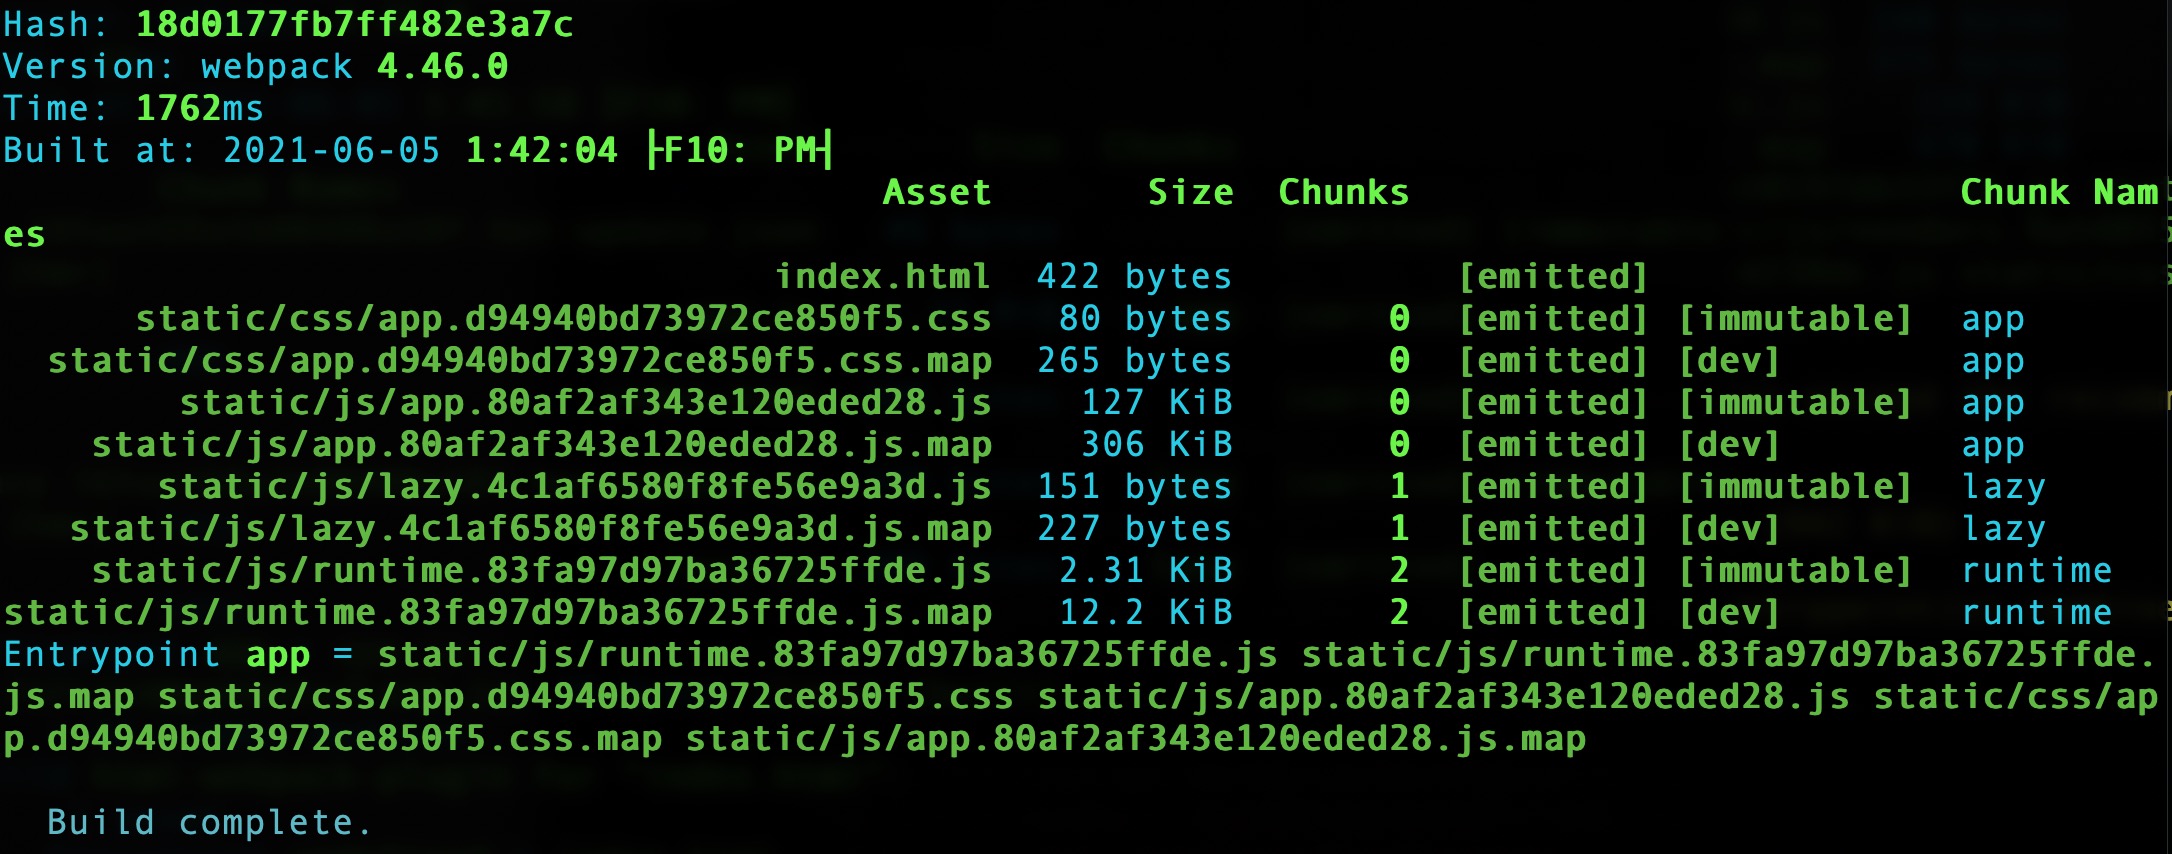 Hash: 18d0177fb7ff482e3a7c
Version: webpack 4.46.0
Time: 1762ms
Built at: 2021-06-05 1:42:04 ├F10: PM┤
Asset Size Chunks Chunk Nam
es
index.html 422 bytes [emitted]
static/css/app.d94940bd73972ce850f5.css 80 bytes 0 [emitted] [immutable] app
static/css/app.d94940bd73972ce850f5.css.map 265 bytes 0 [emitted] [dev] app
static/js/app.80af2af343e120eded28.js 127 KiB 0 [emitted] [immutable] app
static/js/app.80af2af343e120eded28.js.map 306 KiB 0 [emitted] [dev] app
static/js/lazy.4c1af6580f8fe56e9a3d.js 151 bytes 1 [emitted] [immutable] lazy
static/js/lazy.4c1af6580f8fe56e9a3d.js.map 227 bytes 1 [emitted] [dev] lazy
static/js/runtime.83fa97d97ba36725ffde.js 2.31 KiB 2 [emitted] [immutable] runtime
static/js/runtime.83fa97d97ba36725ffde.js.map 12.2 KiB 2 [emitted] [dev] runtime
Entrypoint app = static/js/runtime.83fa97d97ba36725ffde.js static/js/runtime.83fa97d97ba36725ffde.
js.map static/css/app.d94940bd73972ce850f5.css static/js/app.80af2af343e120eded28.js static/css/ap
p.d94940bd73972ce850f5.css.map static/js/app.80af2af343e120eded28.js.map
Build complete.